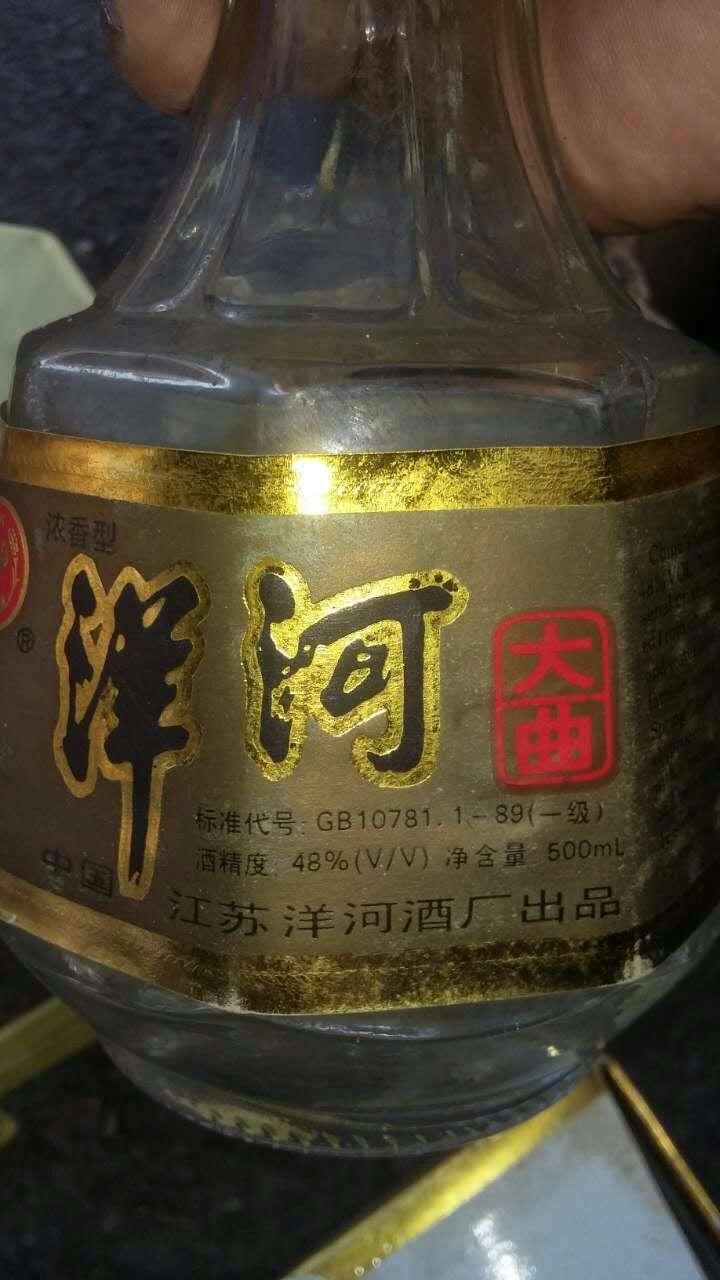 浓香型
洋河
大曲
®
标准代号: GB10781.1-89(一级)
酒精度: 48%(V/V) 净含量 500mL
中国
江苏洋河酒厂出品